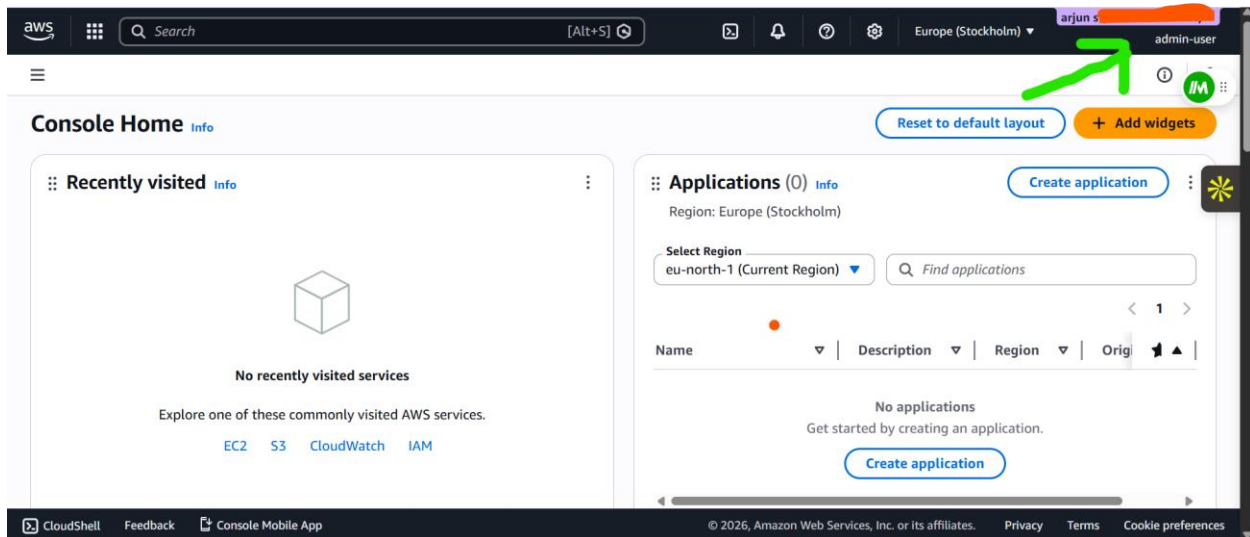 aws
Search
[Alt+S]
Europe (Stockholm)
arjun s
admin-user
Console Home Info
Reset to default layout
+ Add widgets
Recently visited Info
No recently visited services
Explore one of these commonly visited AWS services.
EC2 S3 CloudWatch IAM
Applications (0) Info
Create application
Region: Europe (Stockholm)
Select Region
eu-north-1 (Current Region)
Find applications
1
Name Description Region Origi
No applications
Get started by creating an application.
Create application
CloudShell Feedback Console Mobile App
© 2026, Amazon Web Services, Inc. or its affiliates. Privacy Terms Cookie preferences